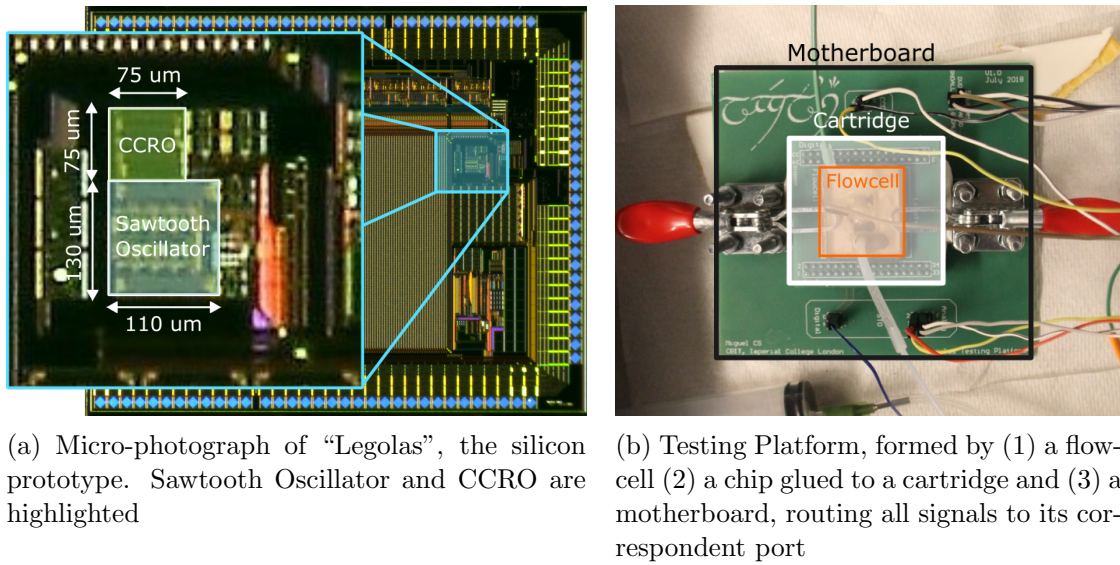 75 um
75 um
CCRO
130 um
Sawtooth
Oscillator
110 um
Motherboard
V1.0
July 2018
Cartridge
Digital
Flowcell
Digital
Miguel CS
CBIT, Imperial College London
Testing Platform
(a) Micro-photograph of “Legolas”, the silicon
prototype. Sawtooth Oscillator and CCRO are
highlighted
(b) Testing Platform, formed by (1) a flow-
cell (2) a chip glued to a cartridge and (3) a
motherboard, routing all signals to its cor-
respondent port